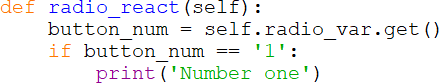 def radio_react(self):
    button_num = self.radio_var.get()
    if button_num == '1':
        print('Number one')